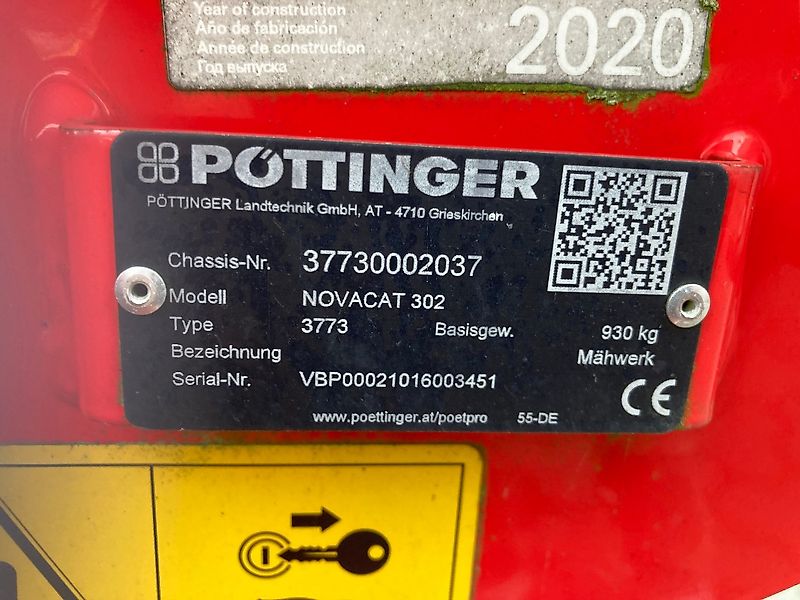 Year of construction
Año de fabricación
Année de construction
Год выпуска
2020
PÖTTINGER
PÖTTINGER Landtechnik GmbH, AT - 4710 Grieskirchen
Chassis-Nr. 37730002037
Modell NOVACAT 302
Type 3773 Basisgew. 930 kg
Bezeichnung Mähwerk
Serial-Nr. VBP00021016003451
CE
www.poettinger.at/poetpro 55-DE